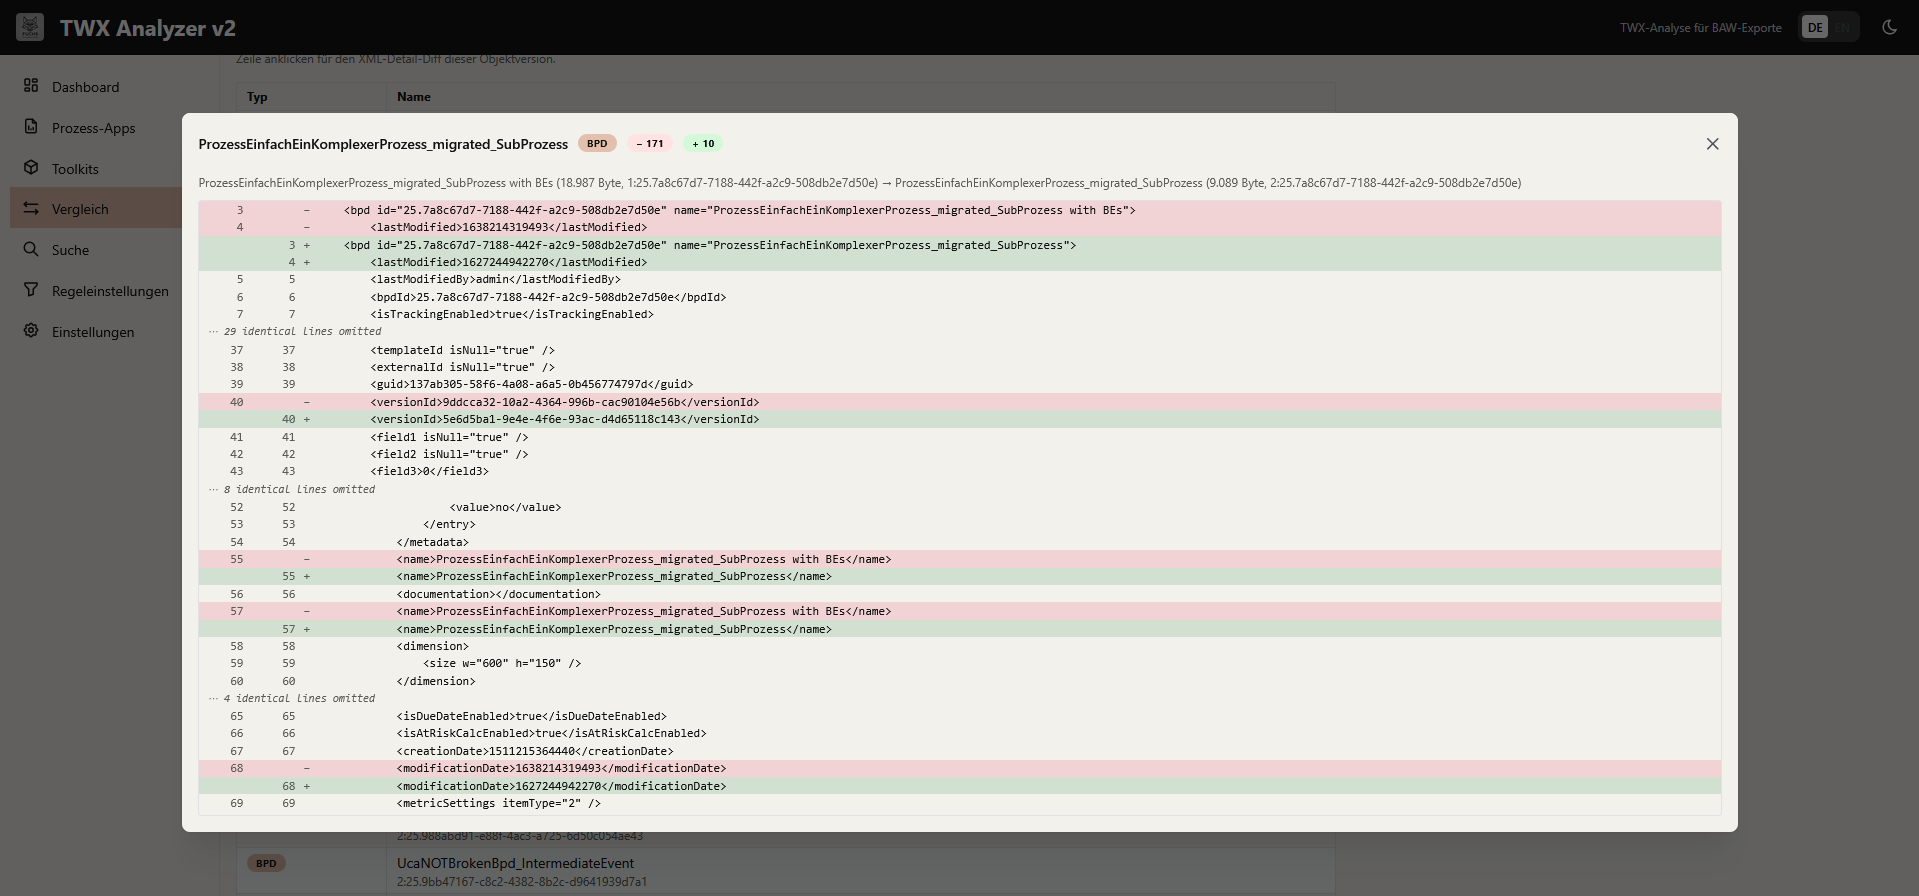 TWX Analyzer v2
TWX-Analyse für BAW-Exporte
DE EN
Dashboard
Prozess-Apps
Toolkits
Vergleich
Suche
Regeleinstellungen
Einstellungen
Zeile anklicken für den XML-Detail-Diff dieser Objektversion.
Typ Name
ProzessEinfachEinKomplexerProzess_migrated_SubProzess BPD − 171 + 10
ProzessEinfachEinKomplexerProzess_migrated_SubProzess with BEs (18.987 Byte, 1:25.7a8c67d7-7188-442f-a2c9-508db2e7d50e) → ProzessEinfachEinKomplexerProzess_migrated_SubProzess (9.089 Byte, 2:25.7a8c67d7-7188-442f-a2c9-508db2e7d50e)
3 − <bpd id="25.7a8c67d7-7188-442f-a2c9-508db2e7d50e" name="ProzessEinfachEinKomplexerProzess_migrated_SubProzess with BEs">
4 − <lastModified>1638214319493</lastModified>
3 + <bpd id="25.7a8c67d7-7188-442f-a2c9-508db2e7d50e" name="ProzessEinfachEinKomplexerProzess_migrated_SubProzess">
4 + <lastModified>1627244942270</lastModified>
5 5 <lastModifiedBy>admin</lastModifiedBy>
6 6 <bpdId>25.7a8c67d7-7188-442f-a2c9-508db2e7d50e</bpdId>
7 7 <isTrackingEnabled>true</isTrackingEnabled>
⋯ 29 identical lines omitted
37 37 <templateId isNull="true" />
38 38 <externalId isNull="true" />
39 39 <guid>137ab305-58f6-4a08-a6a5-0b456774797d</guid>
40 − <versionId>9ddcca32-10a2-4364-996b-cac90104e56b</versionId>
40 + <versionId>5e6d5ba1-9e4e-4f6e-93ac-d4d65118c143</versionId>
41 41 <field1 isNull="true" />
42 42 <field2 isNull="true" />
43 43 <field3>0</field3>
⋯ 8 identical lines omitted
52 52 <value>no</value>
53 53 </entry>
54 54 </metadata>
55 − <name>ProzessEinfachEinKomplexerProzess_migrated_SubProzess with BEs</name>
55 + <name>ProzessEinfachEinKomplexerProzess_migrated_SubProzess</name>
56 56 <documentation></documentation>
57 − <name>ProzessEinfachEinKomplexerProzess_migrated_SubProzess with BEs</name>
57 + <name>ProzessEinfachEinKomplexerProzess_migrated_SubProzess</name>
58 58 <dimension>
59 59 <size w="600" h="150" />
60 60 </dimension>
⋯ 4 identical lines omitted
65 65 <isDueDateEnabled>true</isDueDateEnabled>
66 66 <isAtRiskCalcEnabled>true</isAtRiskCalcEnabled>
67 67 <creationDate>1511215364440</creationDate>
68 − <modificationDate>1638214319493</modificationDate>
68 + <modificationDate>1627244942270</modificationDate>
69 69 <metricSettings itemType="2" />
2:25.988abd91-e88f-4ac3-a725-6d50c054ae43
BPD UcaNOTBrokenBpd_IntermediateEvent
2:25.9bb47167-c8c2-4382-8b2c-d9641939d7a1